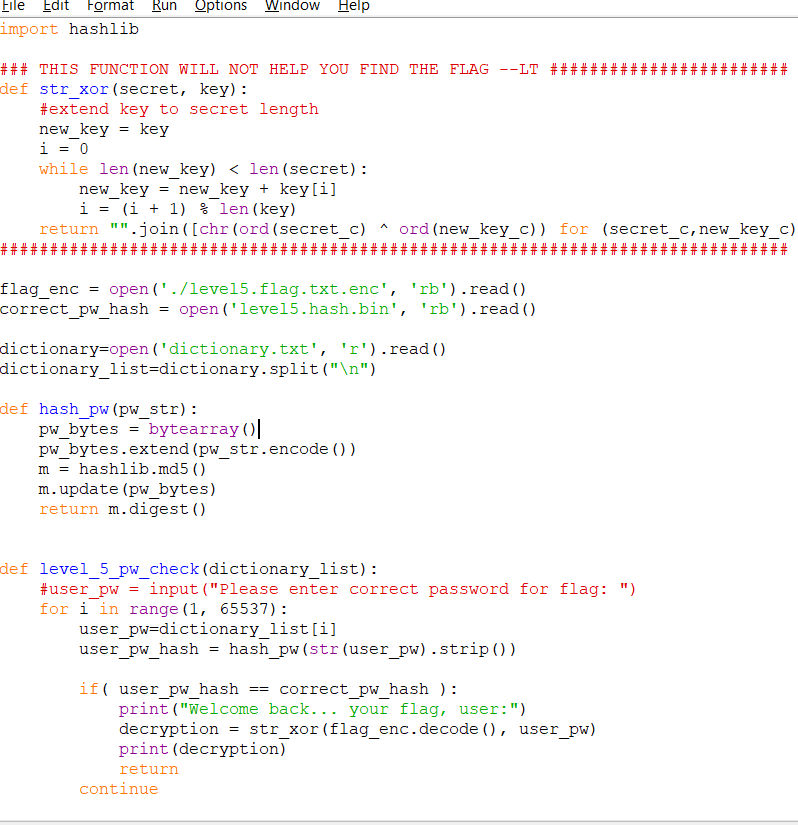 File Edit Format Run Options Window Help
import hashlib
### THIS FUNCTION WILL NOT HELP YOU FIND THE FLAG --LT ########################
def str_xor(secret, key):
    #extend key to secret length
    new_key = key
    i = 0
    while len(new_key) < len(secret):
        new_key = new_key + key[i]
        i = (i + 1) % len(key)
    return "".join([chr(ord(secret_c) ^ ord(new_key_c)) for (secret_c,new_key_c)
###############################################################################
flag_enc = open('./level5.flag.txt.enc', 'rb').read()
correct_pw_hash = open('level5.hash.bin', 'rb').read()
dictionary=open('dictionary.txt', 'r').read()
dictionary_list=dictionary.split("\n")
def hash_pw(pw_str):
    pw_bytes = bytearray()
    pw_bytes.extend(pw_str.encode())
    m = hashlib.md5()
    m.update(pw_bytes)
    return m.digest()
def level_5_pw_check(dictionary_list):
    #user_pw = input("Please enter correct password for flag: ")
    for i in range(1, 65537):
        user_pw=dictionary_list[i]
        user_pw_hash = hash_pw(str(user_pw).strip())
        if( user_pw_hash == correct_pw_hash ):
            print("Welcome back... your flag, user:")
            decryption = str_xor(flag_enc.decode(), user_pw)
            print(decryption)
            return
        continue